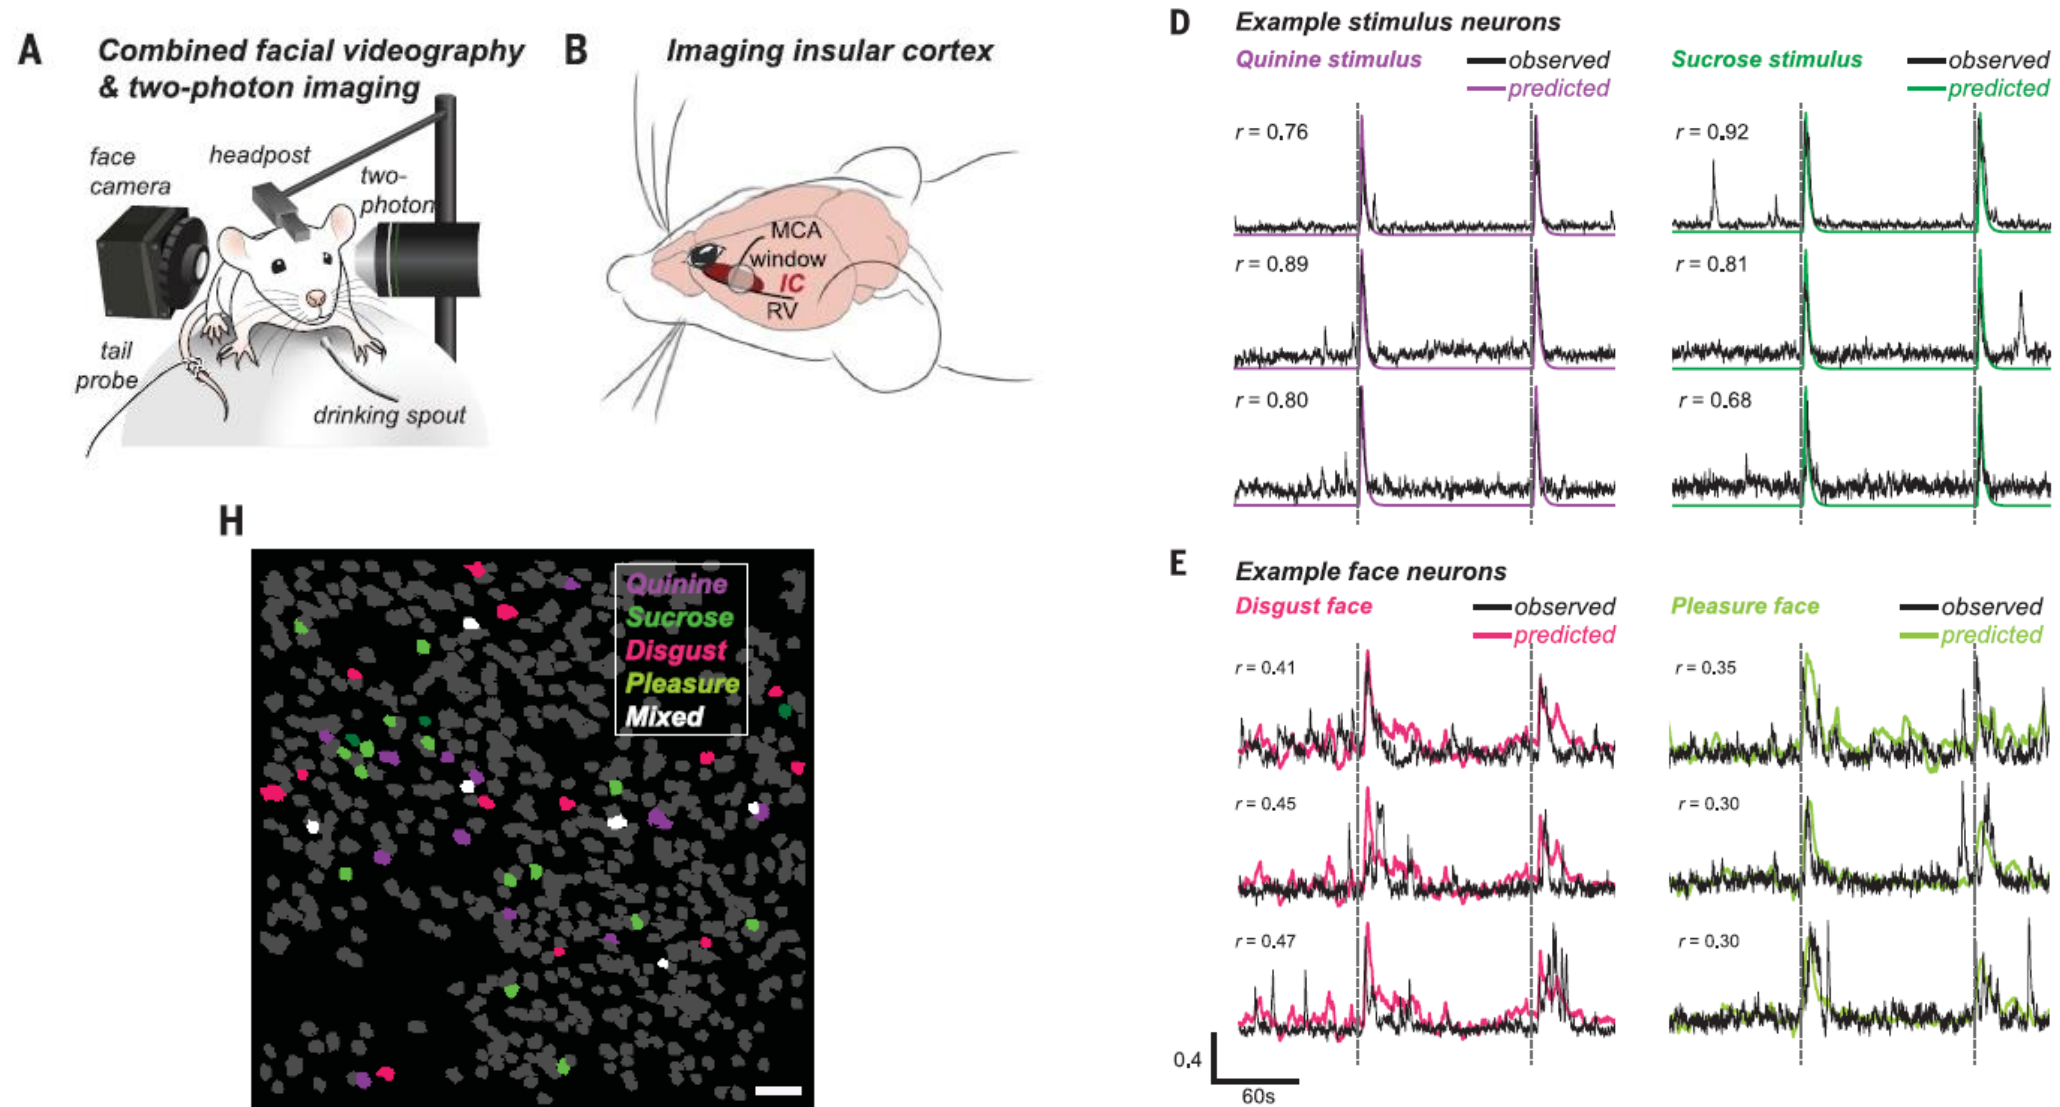 A
Combined facial videography
& two-photon imaging
face
camera
headpost
two-
photon
tail
probe
drinking spout
B
Imaging insular cortex
MCA
window
IC
RV
D
Example stimulus neurons
Quinine stimulus
observed
predicted
r = 0.76
r = 0.89
r = 0.80
Sucrose stimulus
observed
predicted
r = 0.92
r = 0.81
r = 0.68
H
Quinine
Sucrose
Disgust
Pleasure
Mixed
E
Example face neurons
Disgust face
observed
predicted
r = 0.41
r = 0.45
r = 0.47
0.4
60s
Pleasure face
observed
predicted
r = 0.35
r = 0.30
r = 0.30